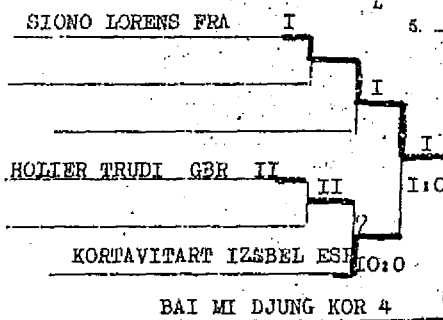 SIONO LORENS FRA I
5.
I
I
HOLIER TRUDI GBR II
II
I:0
KORTAVITART IZSBEL ESP
10:0
BAI MI DJUNG KOR 4